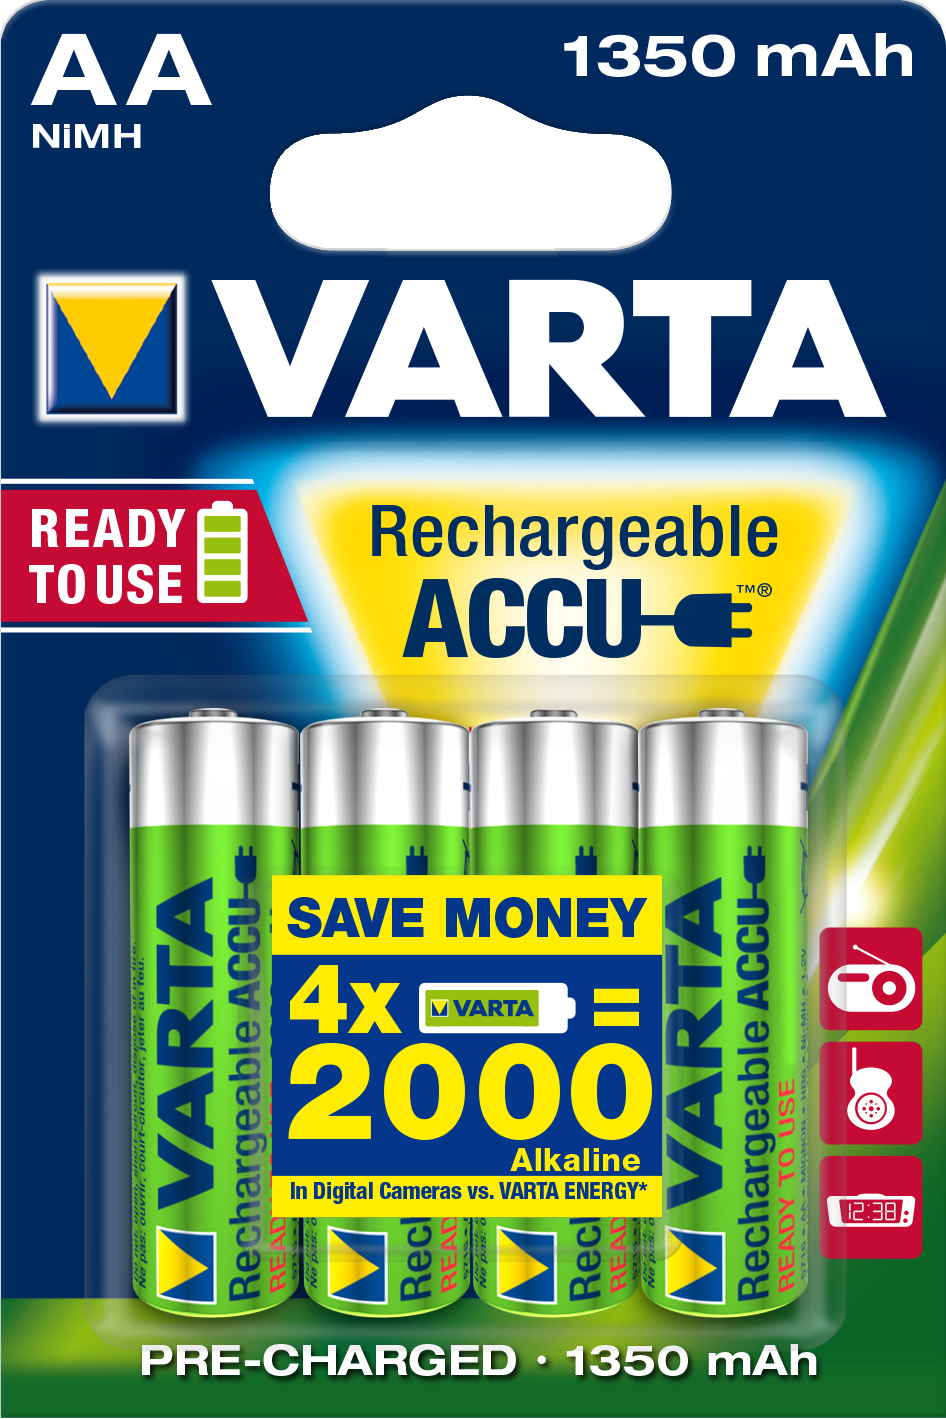 AA
1350 mAh
NiMH
VARTA
READY
TO USE
Rechargeable
ACCU
™®
VARTA
Rechargeable ACCU
SAVE MONEY
4x VARTA =
2000
Alkaline
In Digital Cameras vs. VARTA ENERGY*
VARTA
Rechargeable ACCU
READY TO USE
12:38
PRE-CHARGED · 1350 mAh